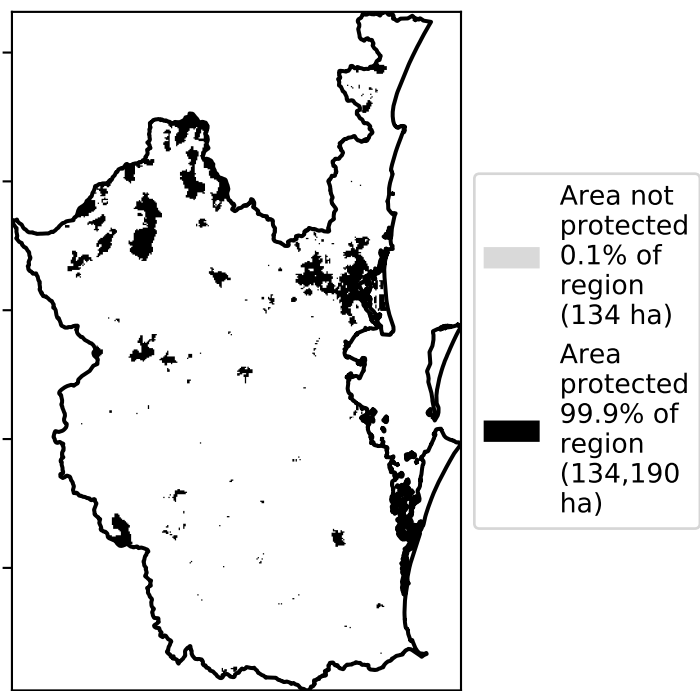 Area not
protected
0.1% of
region
(134 ha)
Area
protected
99.9% of
region
(134,190
ha)